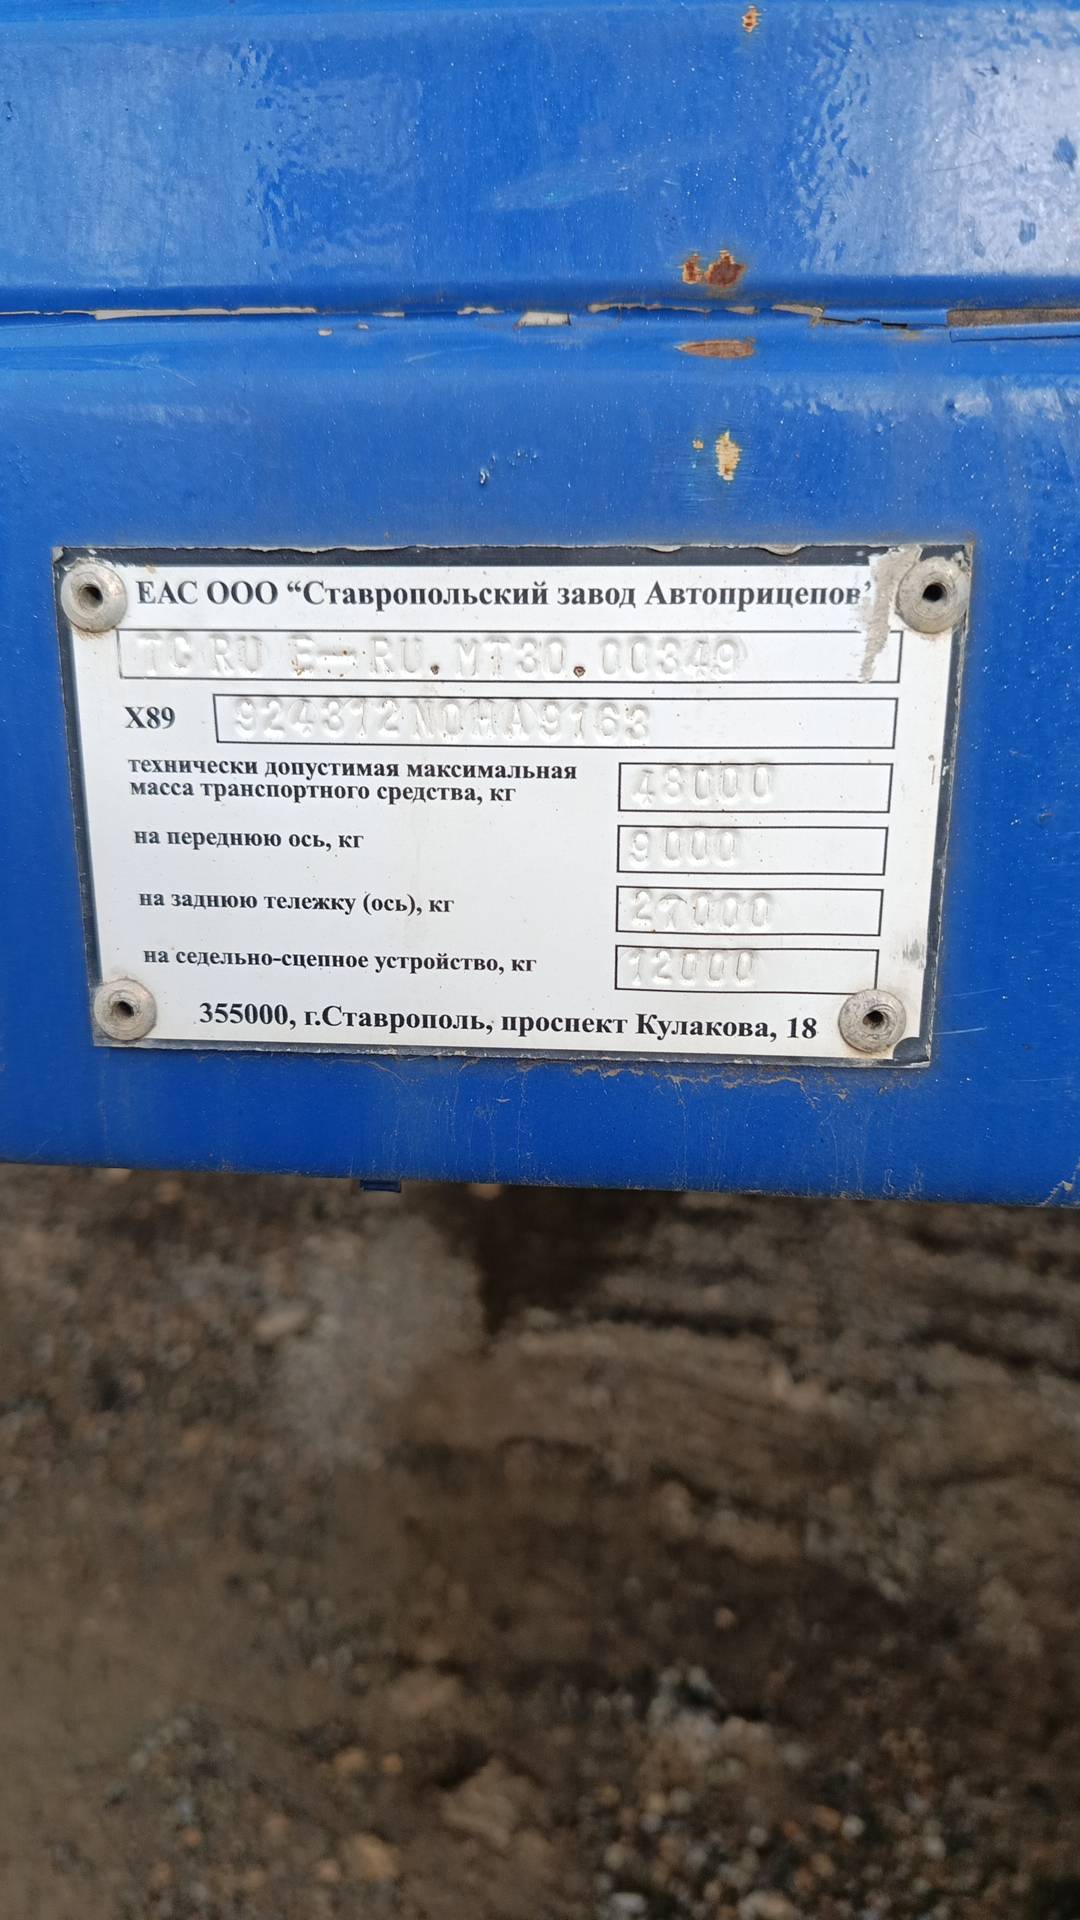 ЕАС ООО “Ставропольский завод Автоприцепов”
TC RU E-RU.MT30.00349
X89 924312N0HA9163
технически допустимая максимальная
масса транспортного средства, кг 48000
на переднюю ось, кг 9000
на заднюю тележку (ось), кг 27000
на седельно-сцепное устройство, кг 12000
355000, г.Ставрополь, проспект Кулакова, 18